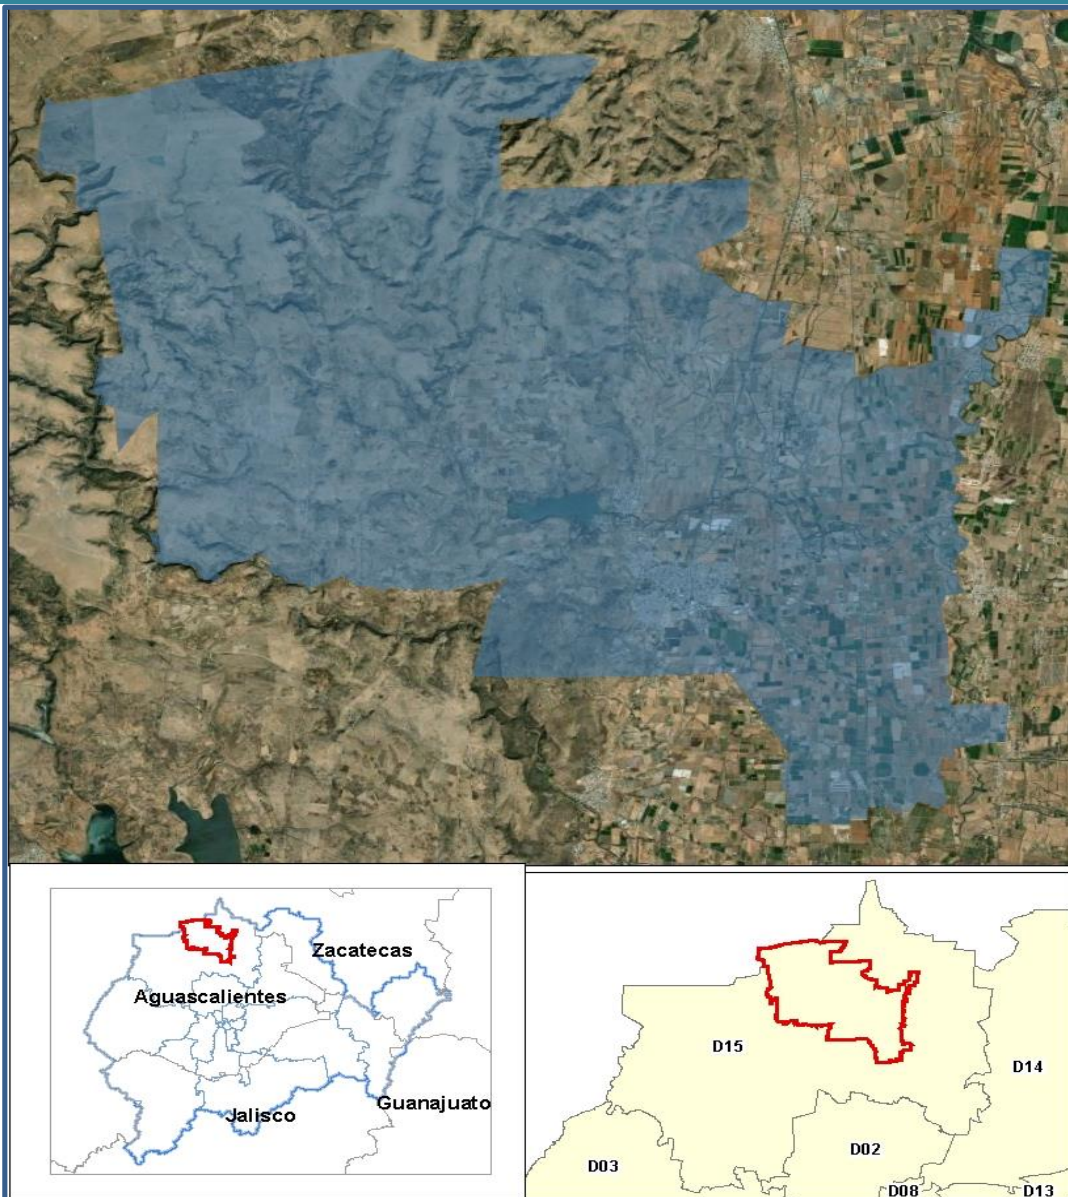 Zacatecas
Aguascalientes
Guanajuato
Jalisco
D15
D14
D02
D03
D08
D13